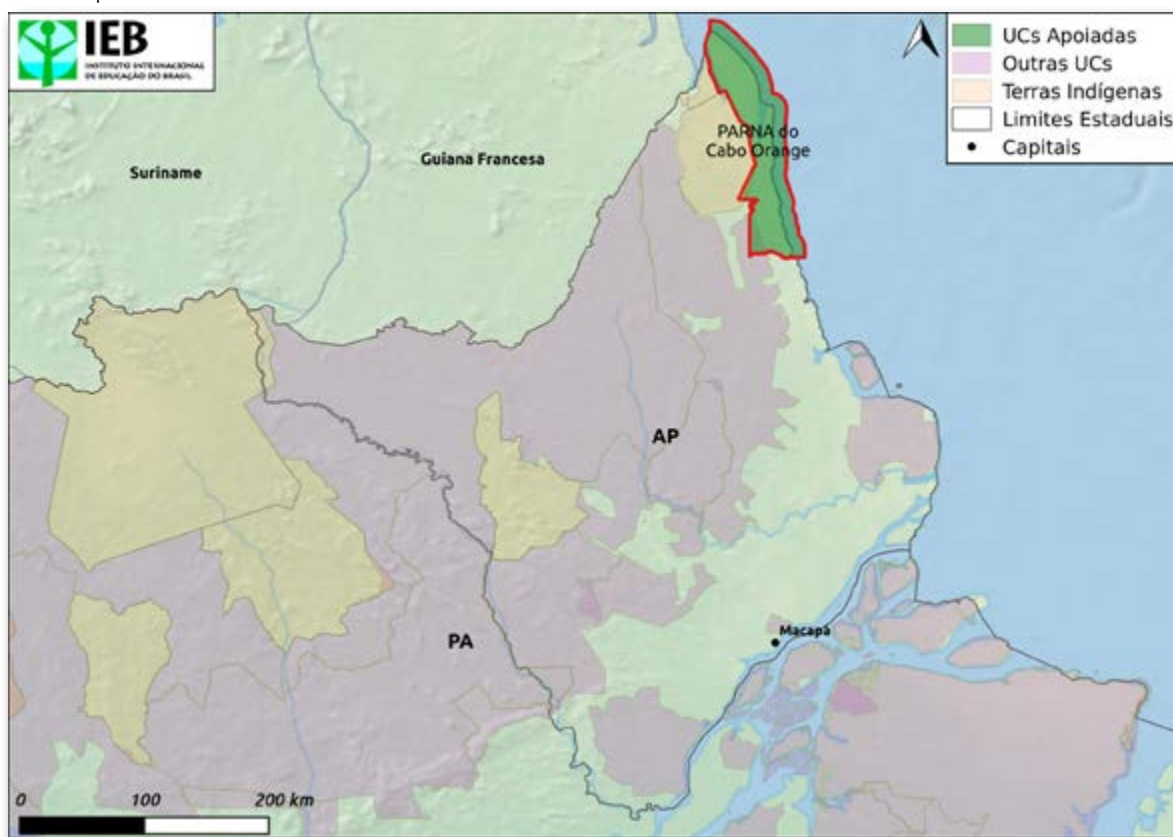 IEB
INSTITUTO INTERNACIONAL
DE EDUCAÇÃO DO BRASIL
UCs Apoiadas
Outras UCs
Terras Indígenas
Limites Estaduais
Capitais
PARNA do
Cabo Orange
Guiana Francesa
Suriname
AP
PA
Macapá
0 100 200 km